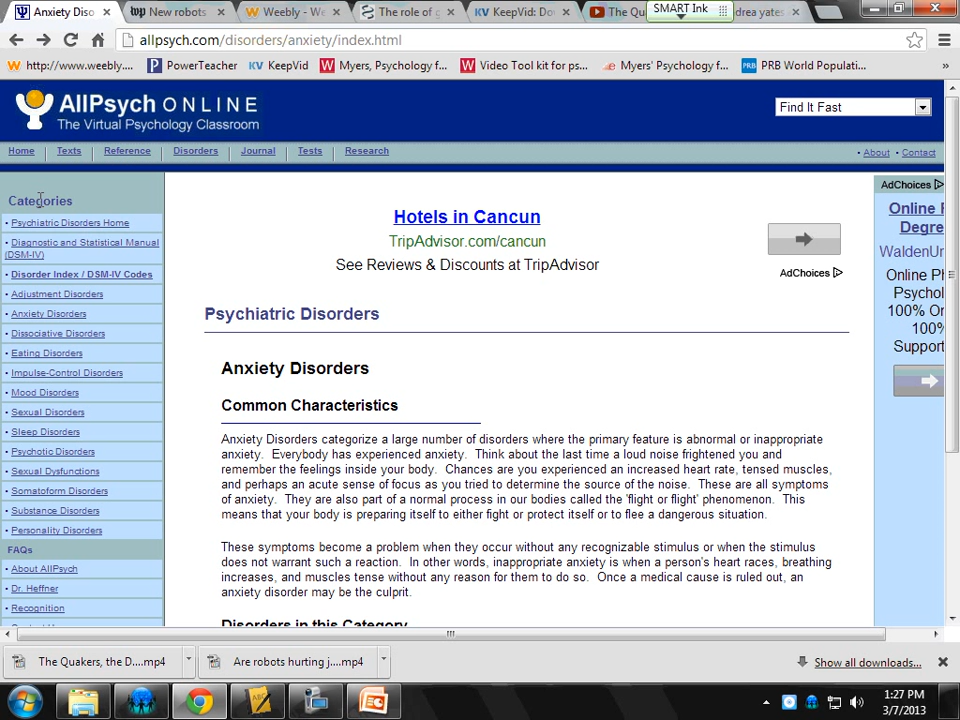 Anxiety Diso
New robots
Weebly - We
The role of
KeepVid: Do
The Qu
SMART Ink
drea yates
allpsych.com/disorders/anxiety/index.html
http://www.weebly....
PowerTeacher
KeepVid
Myers, Psychology f...
Video Tool kit for ps...
Myers' Psychology f...
PRB World Populati...
»
AllPsych ONLINE
The Virtual Psychology Classroom
Find It Fast
Home
Texts
Reference
Disorders
Journal
Tests
Research
• About • Contact
Categories
• Psychiatric Disorders Home
• Diagnostic and Statistical Manual
(DSM-IV)
• Disorder Index / DSM-IV Codes
• Adjustment Disorders
• Anxiety Disorders
• Dissociative Disorders
• Eating Disorders
• Impulse-Control Disorders
• Mood Disorders
• Sexual Disorders
• Sleep Disorders
• Psychotic Disorders
• Sexual Dysfunctions
• Somatoform Disorders
• Substance Disorders
• Personality Disorders
FAQs
• About AllPsych
• Dr. Heffner
• Recognition
Hotels in Cancun
TripAdvisor.com/cancun
See Reviews & Discounts at TripAdvisor
AdChoices
Psychiatric Disorders
Anxiety Disorders
Common Characteristics
Anxiety Disorders categorize a large number of disorders where the primary feature is abnormal or inappropriate
anxiety. Everybody has experienced anxiety. Think about the last time a loud noise frightened you and
remember the feelings inside your body. Chances are you experienced an increased heart rate, tensed muscles,
and perhaps an acute sense of focus as you tried to determine the source of the noise. These are all symptoms
of anxiety. They are also part of a normal process in our bodies called the 'flight or flight' phenomenon. This
means that your body is preparing itself to either fight or protect itself or to flee a dangerous situation.
These symptoms become a problem when they occur without any recognizable stimulus or when the stimulus
does not warrant such a reaction. In other words, inappropriate anxiety is when a person's heart races, breathing
increases, and muscles tense without any reason for them to do so. Once a medical cause is ruled out, an
anxiety disorder may be the culprit.
Disorders in this Category
AdChoices
Online
Degre
WaldenUn
Online Ph
Psychol
100% On
100%
Support
The Quakers, the D....mp4
Are robots hurting j....mp4
Show all downloads...
1:27 PM
3/7/2013